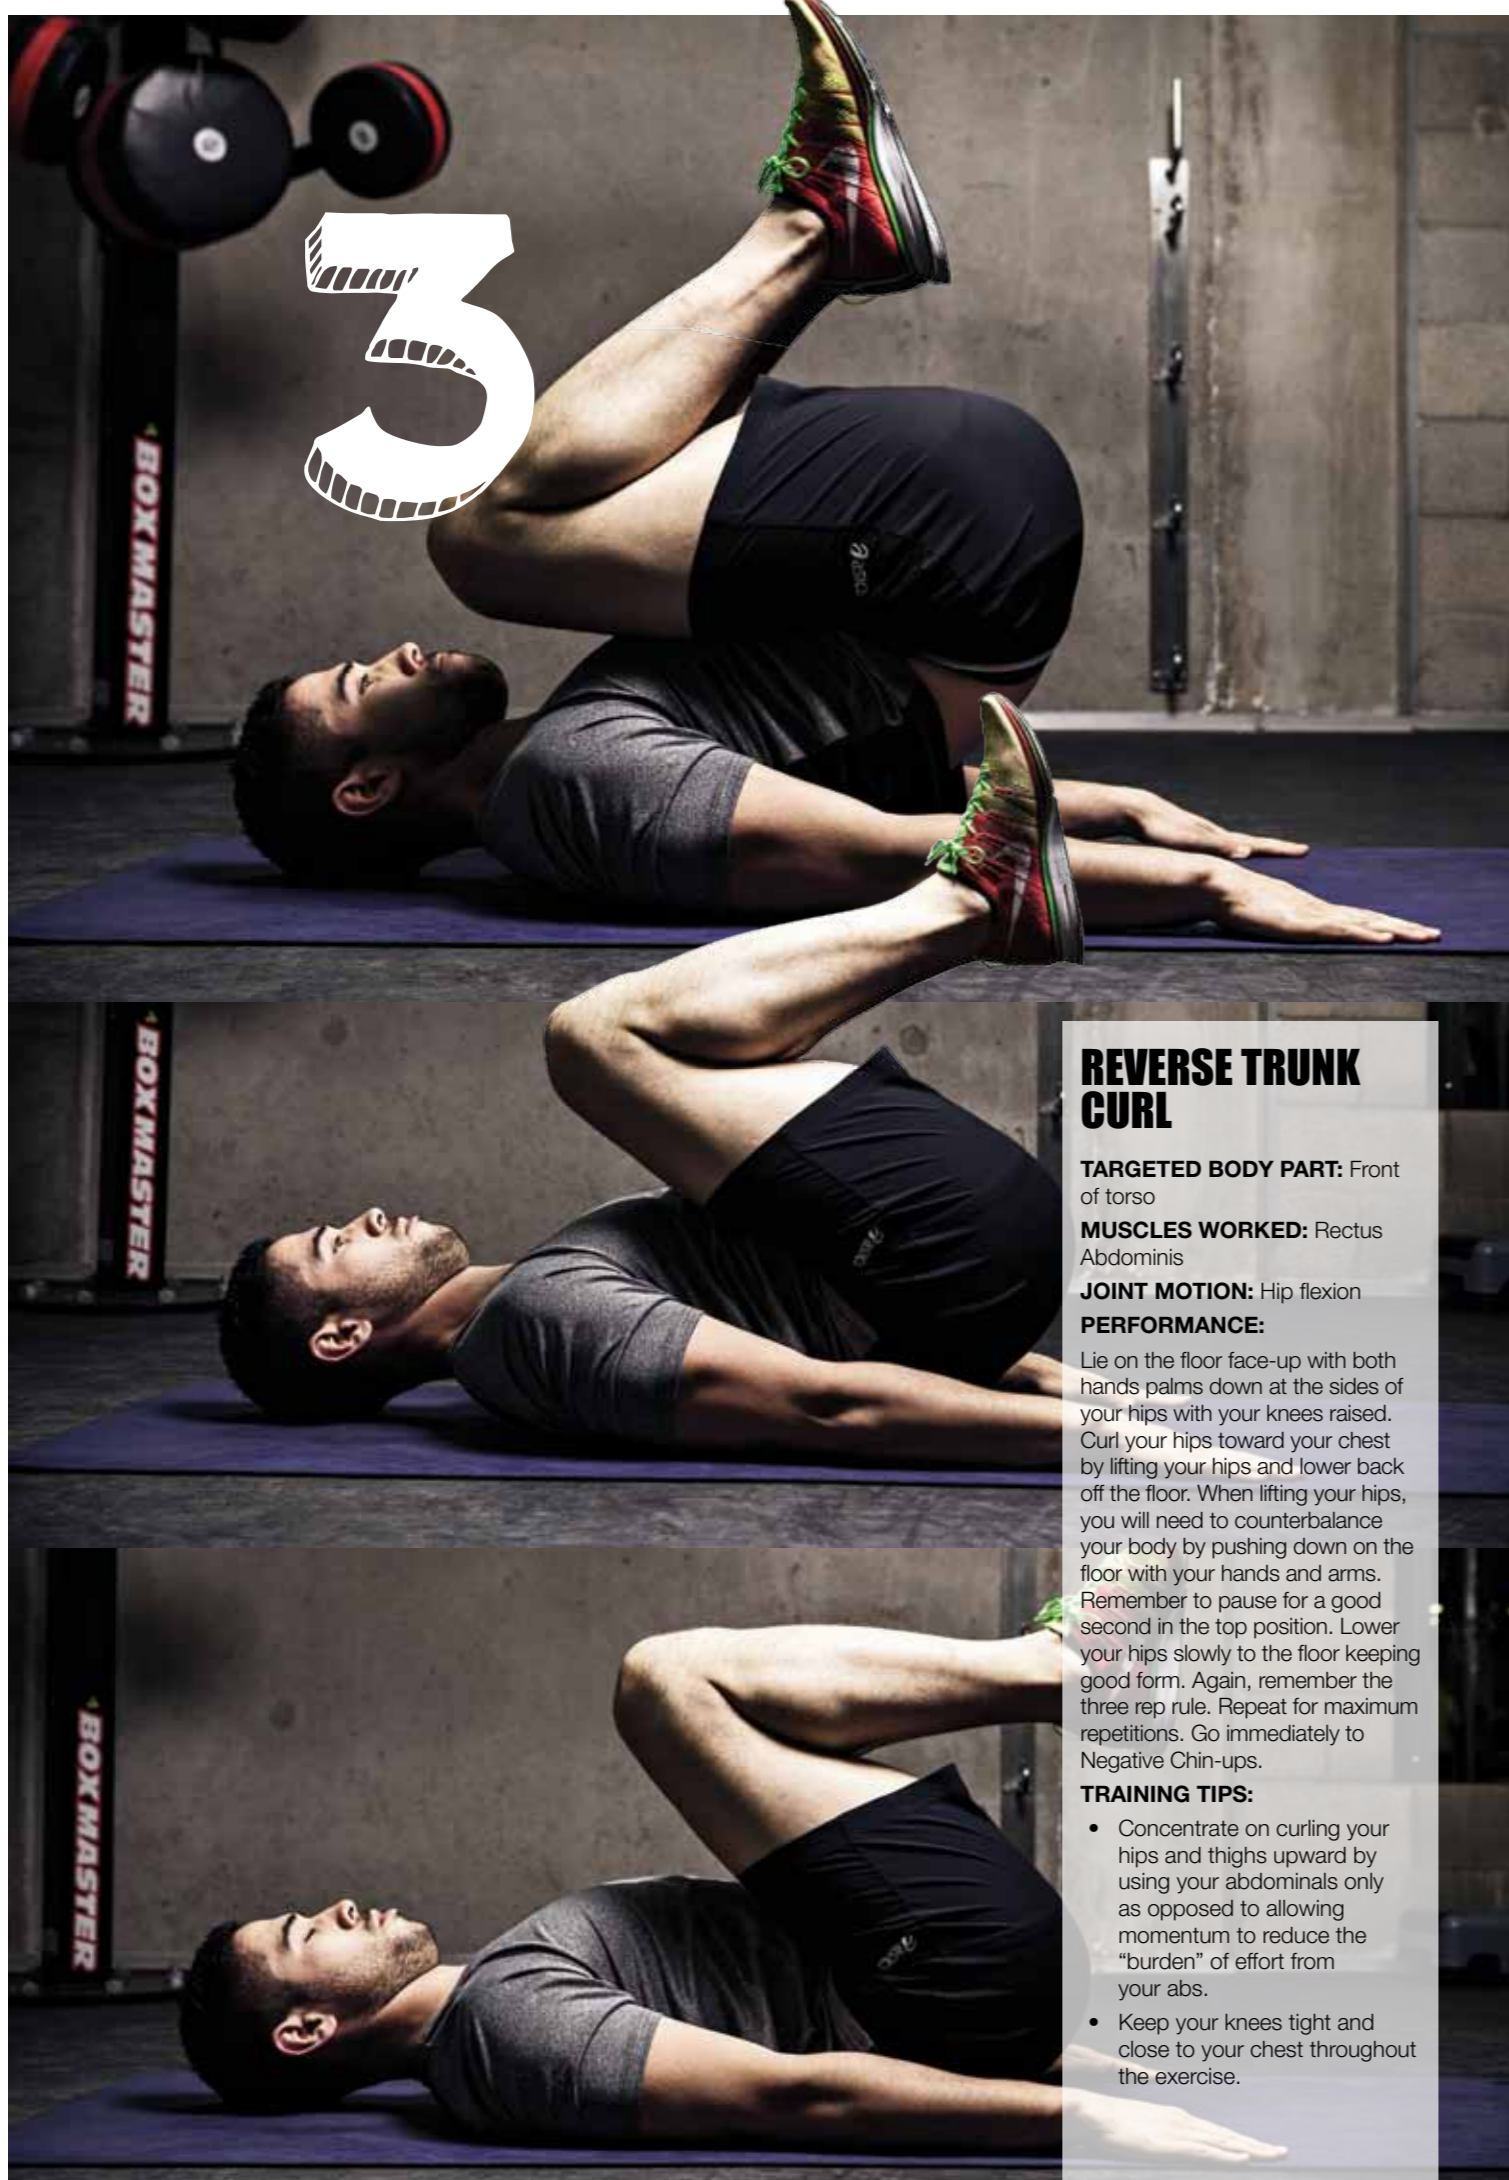 3
BOXMASTER
asics
BOXMASTER
asics
REVERSE TRUNK
CURL
TARGETED BODY PART: Front
of torso
MUSCLES WORKED: Rectus
Abdominis
JOINT MOTION: Hip flexion
PERFORMANCE:
Lie on the floor face-up with both
hands palms down at the sides of
your hips with your knees raised.
Curl your hips toward your chest
by lifting your hips and lower back
off the floor. When lifting your hips,
you will need to counterbalance
your body by pushing down on the
floor with your hands and arms.
Remember to pause for a good
second in the top position. Lower
your hips slowly to the floor keeping
good form. Again, remember the
three rep rule. Repeat for maximum
repetitions. Go immediately to
Negative Chin-ups.
TRAINING TIPS:
• Concentrate on curling your
hips and thighs upward by
using your abdominals only
as opposed to allowing
momentum to reduce the
“burden” of effort from
your abs.
• Keep your knees tight and
close to your chest throughout
the exercise.
BOXMASTER
asics